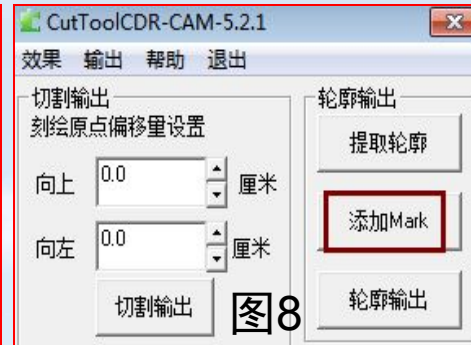 CutToolCDR-CAM-5.2.1
效果 输出 帮助 退出
切割输出
刻绘原点偏移量设置
向上 0.0 厘米
向左 0.0 厘米
切割输出
轮廓输出
提取轮廓
添加Mark
轮廓输出
图8